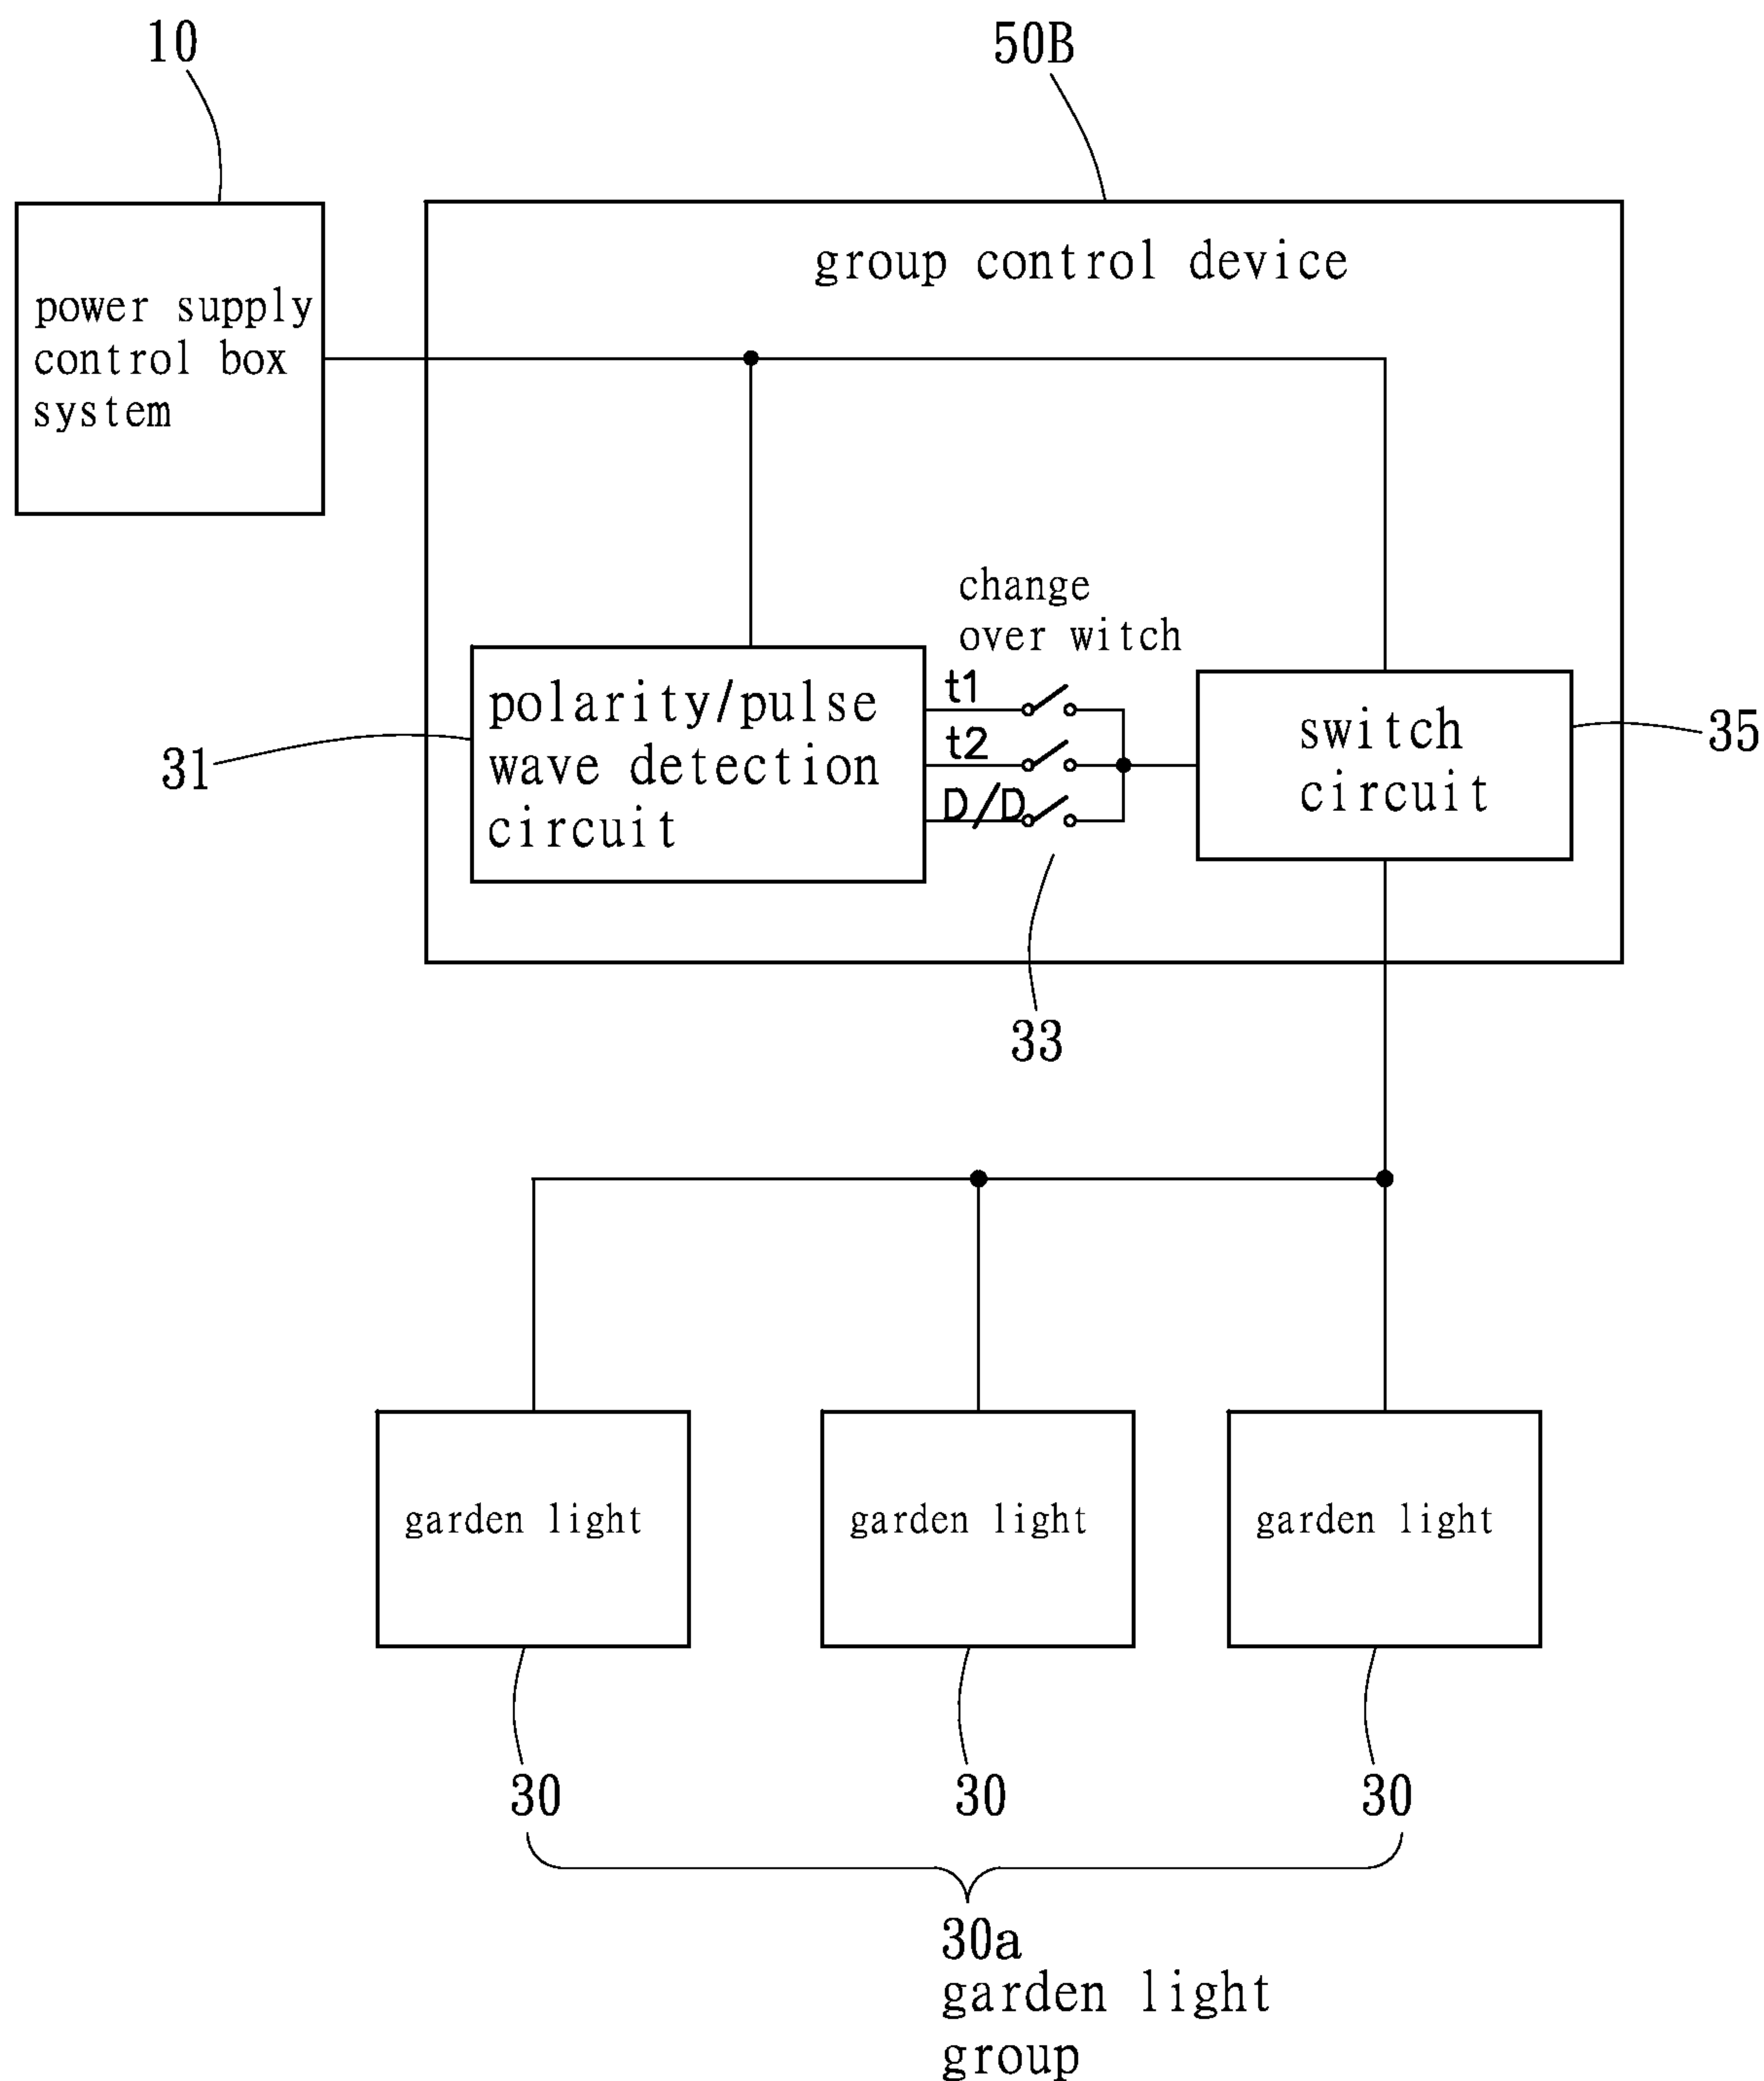 10
50B
group control device
power supply
control box
system
change
over witch
t1
t2
D/D
polarity/pulse
wave detection
circuit
switch
circuit
31
35
33
garden light
garden light
garden light
30
30
30
30a
garden light
group